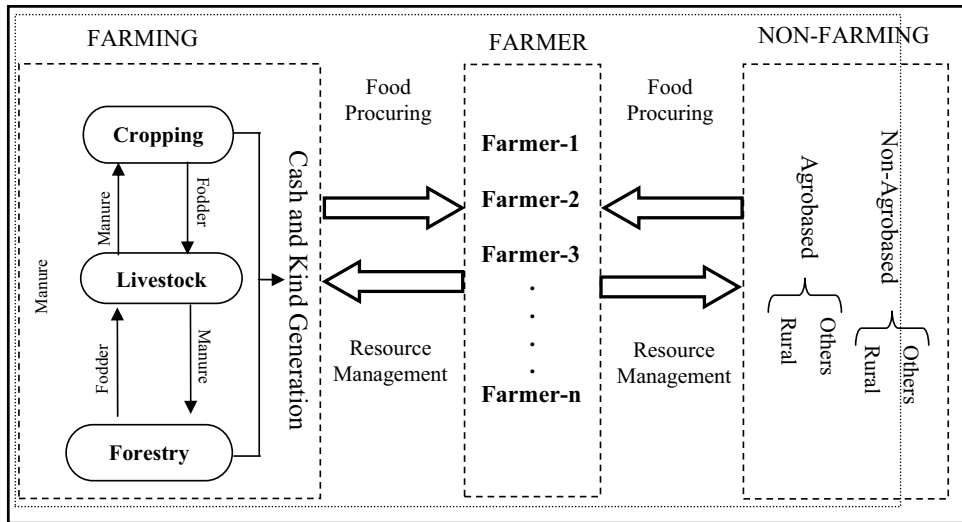 FARMING
FARMER
NON-FARMING
Cropping
Manure
Fodder
Livestock
Manure
Fodder
Manure
Forestry
Cash and Kind Generation
Food
Procuring
Resource
Management
Farmer-1
Farmer-2
Farmer-3
.
.
.
.
Farmer-n
Food
Procuring
Resource
Management
Agrobased
Rural
Others
Non-Agrobased
Rural
Others